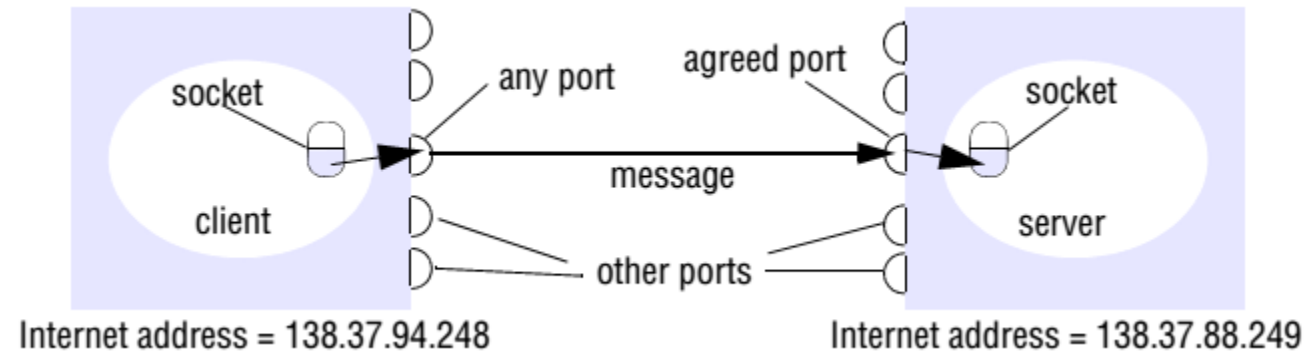 agreed port
any port
socket
socket
message
client
server
other ports
Internet address = 138.37.94.248
Internet address = 138.37.88.249